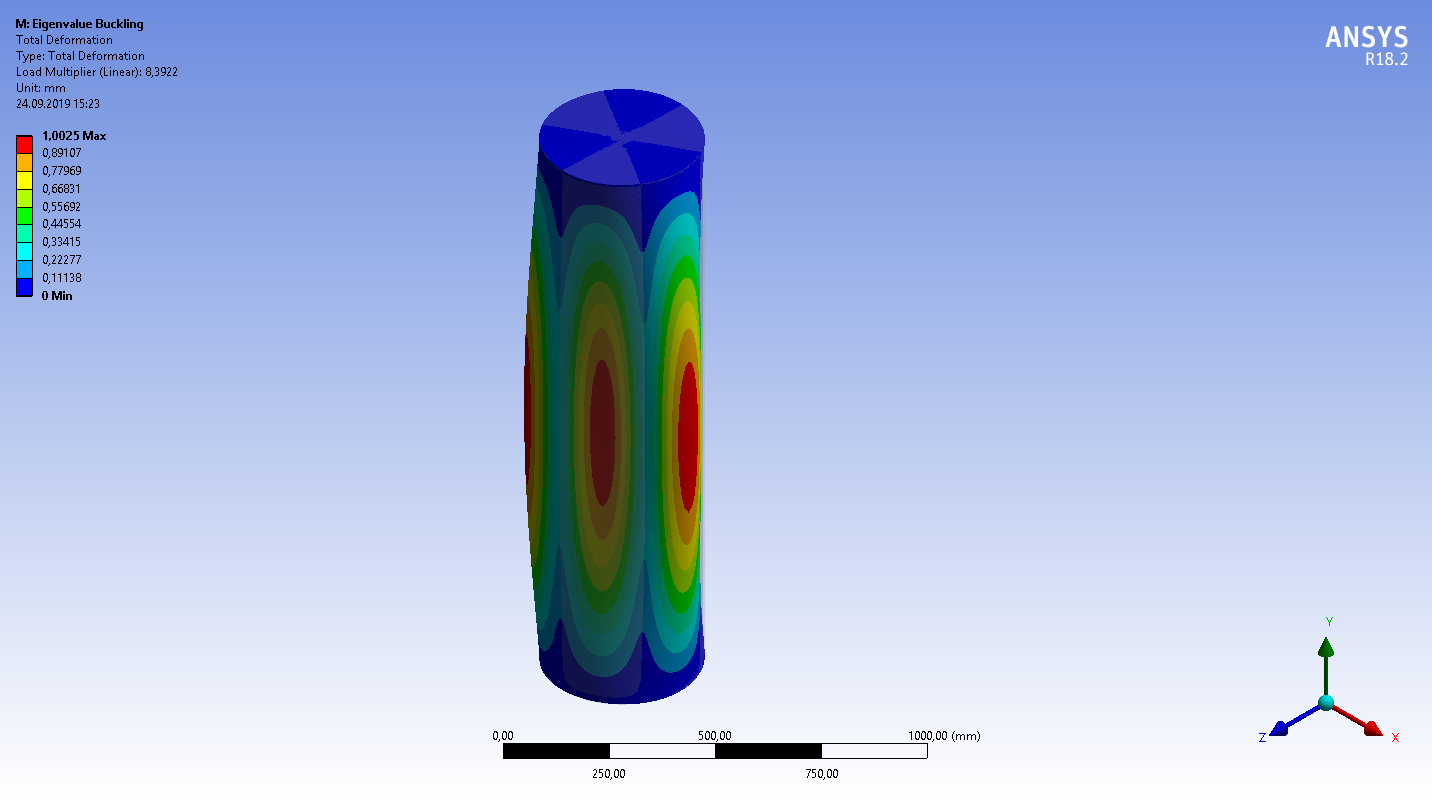 M: Eigenvalue Buckling
Total Deformation
Type: Total Deformation
Load Multiplier (Linear): 8,3922
Unit: mm
24.09.2019 15:23
1,0025 Max
0,89107
0,77969
0,66831
0,55692
0,44554
0,33415
0,22277
0,11138
0 Min
ANSYS
R18.2
0,00 500,00 1000,00 (mm)
250,00 750,00
Y
Z X